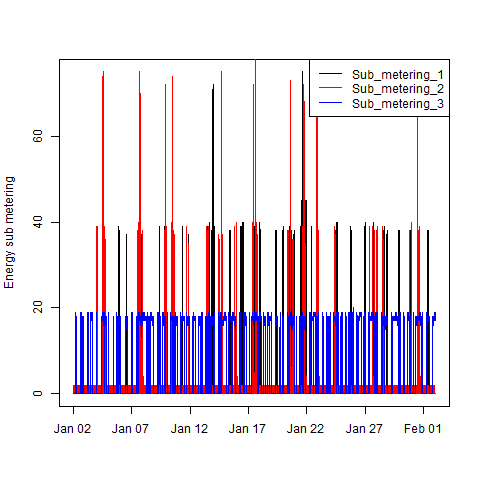 Sub_metering_1
Sub_metering_2
Sub_metering_3
Energy sub metering
60
40
20
0
Jan 02 Jan 07 Jan 12 Jan 17 Jan 22 Jan 27 Feb 01